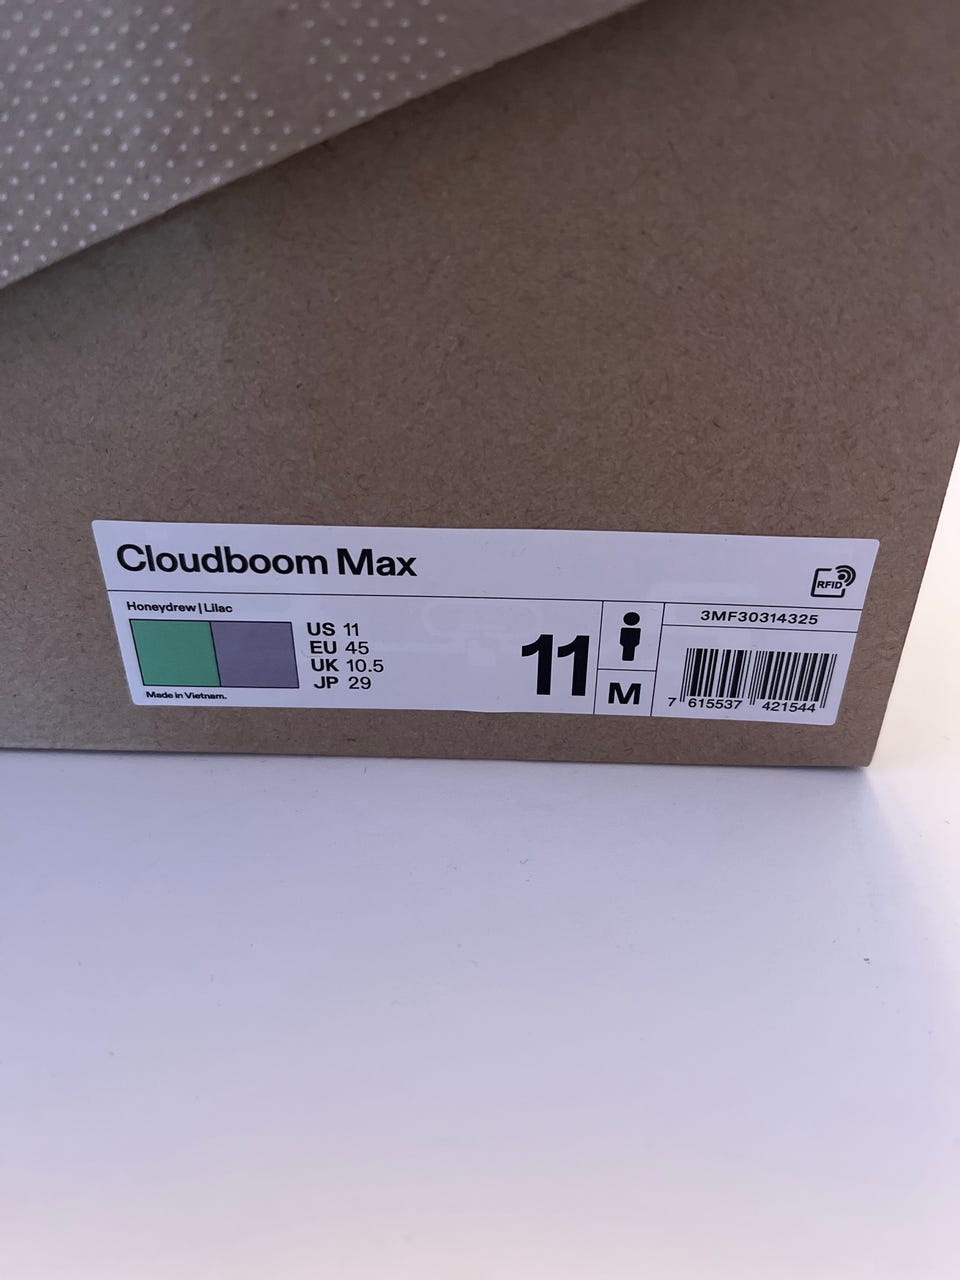 Cloudboom Max
RFID
Honeydrew | Lilac
US 11
EU 45
UK 10.5
JP 29
Made in Vietnam.
11
M
3MF30314325
7 615537 421544